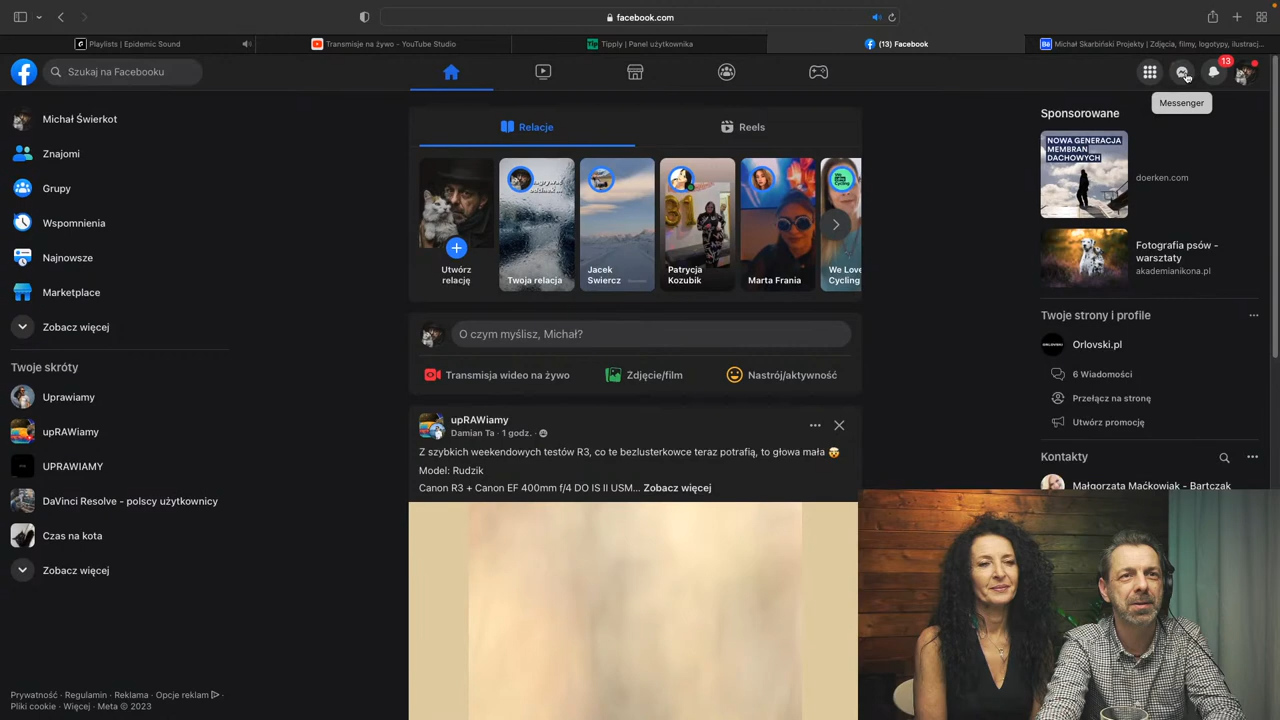 facebook.com
Playlists | Epidemic Sound
Transmisje na żywo - YouTube Studio
Tipply | Panel użytkownika
(13) Facebook
Michał Skarbiński Projekty | Zdjęcia, filmy, logotypy, ilustracj...
Szukaj na Facebooku
13
Messenger
Michał Świerkot
Znajomi
Grupy
Wspomnienia
Najnowsze
Marketplace
Zobacz więcej
Twoje skróty
Uprawiamy
upRAWiamy
UPRAWIAMY
DaVinci Resolve - polscy użytkownicy
Czas na kota
Zobacz więcej
Prywatność · Regulamin · Reklama · Opcje reklam ·
Pliki cookie · Więcej · Meta © 2023
Relacje
Reels
Utwórz
relację
Twoja relacja
Jacek
Swiercz
Patrycja
Kozubik
Marta Frania
We Love
Cycling
O czym myślisz, Michał?
Transmisja wideo na żywo
Zdjęcie/film
Nastrój/aktywność
upRAWiamy
Damian Ta · 1 godz. ·
Z szybkich weekendowych testów R3, co te bezlusterkowce teraz potrafią, to głowa mała 🤯
Model: Rudzik
Canon R3 + Canon EF 400mm f/4 DO IS II USM... Zobacz więcej
Sponsorowane
NOWA GENERACJA
MEMBRAN
DACHOWYCH
doerken.com
Fotografia psów -
warsztaty
akademianikona.pl
Twoje strony i profile
Orlovski.pl
6 Wiadomości
Przełącz na stronę
Utwórz promocję
Kontakty
Małgorzata Maćkowiak - Bartczak